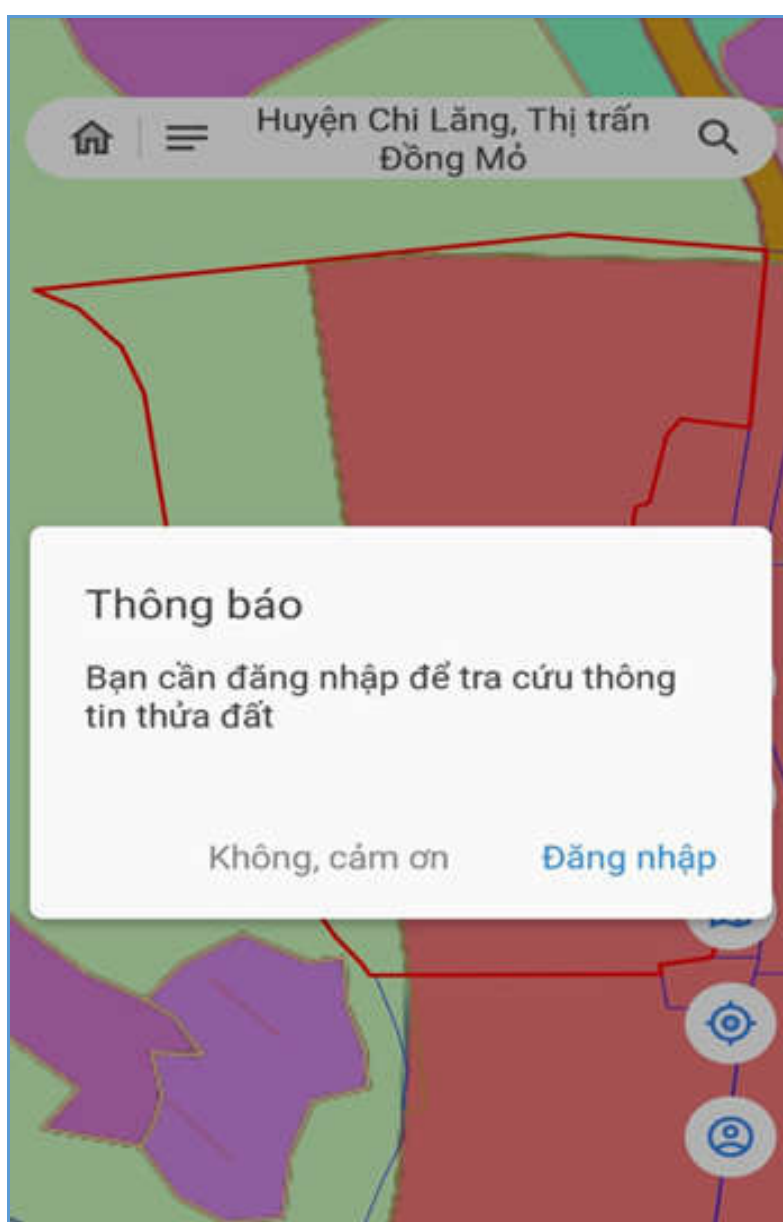 Huyện Chi Lăng, Thị trấn
Đồng Mỏ
Thông báo
Bạn cần đăng nhập để tra cứu thông
tin thửa đất
Không, cảm ơn
Đăng nhập